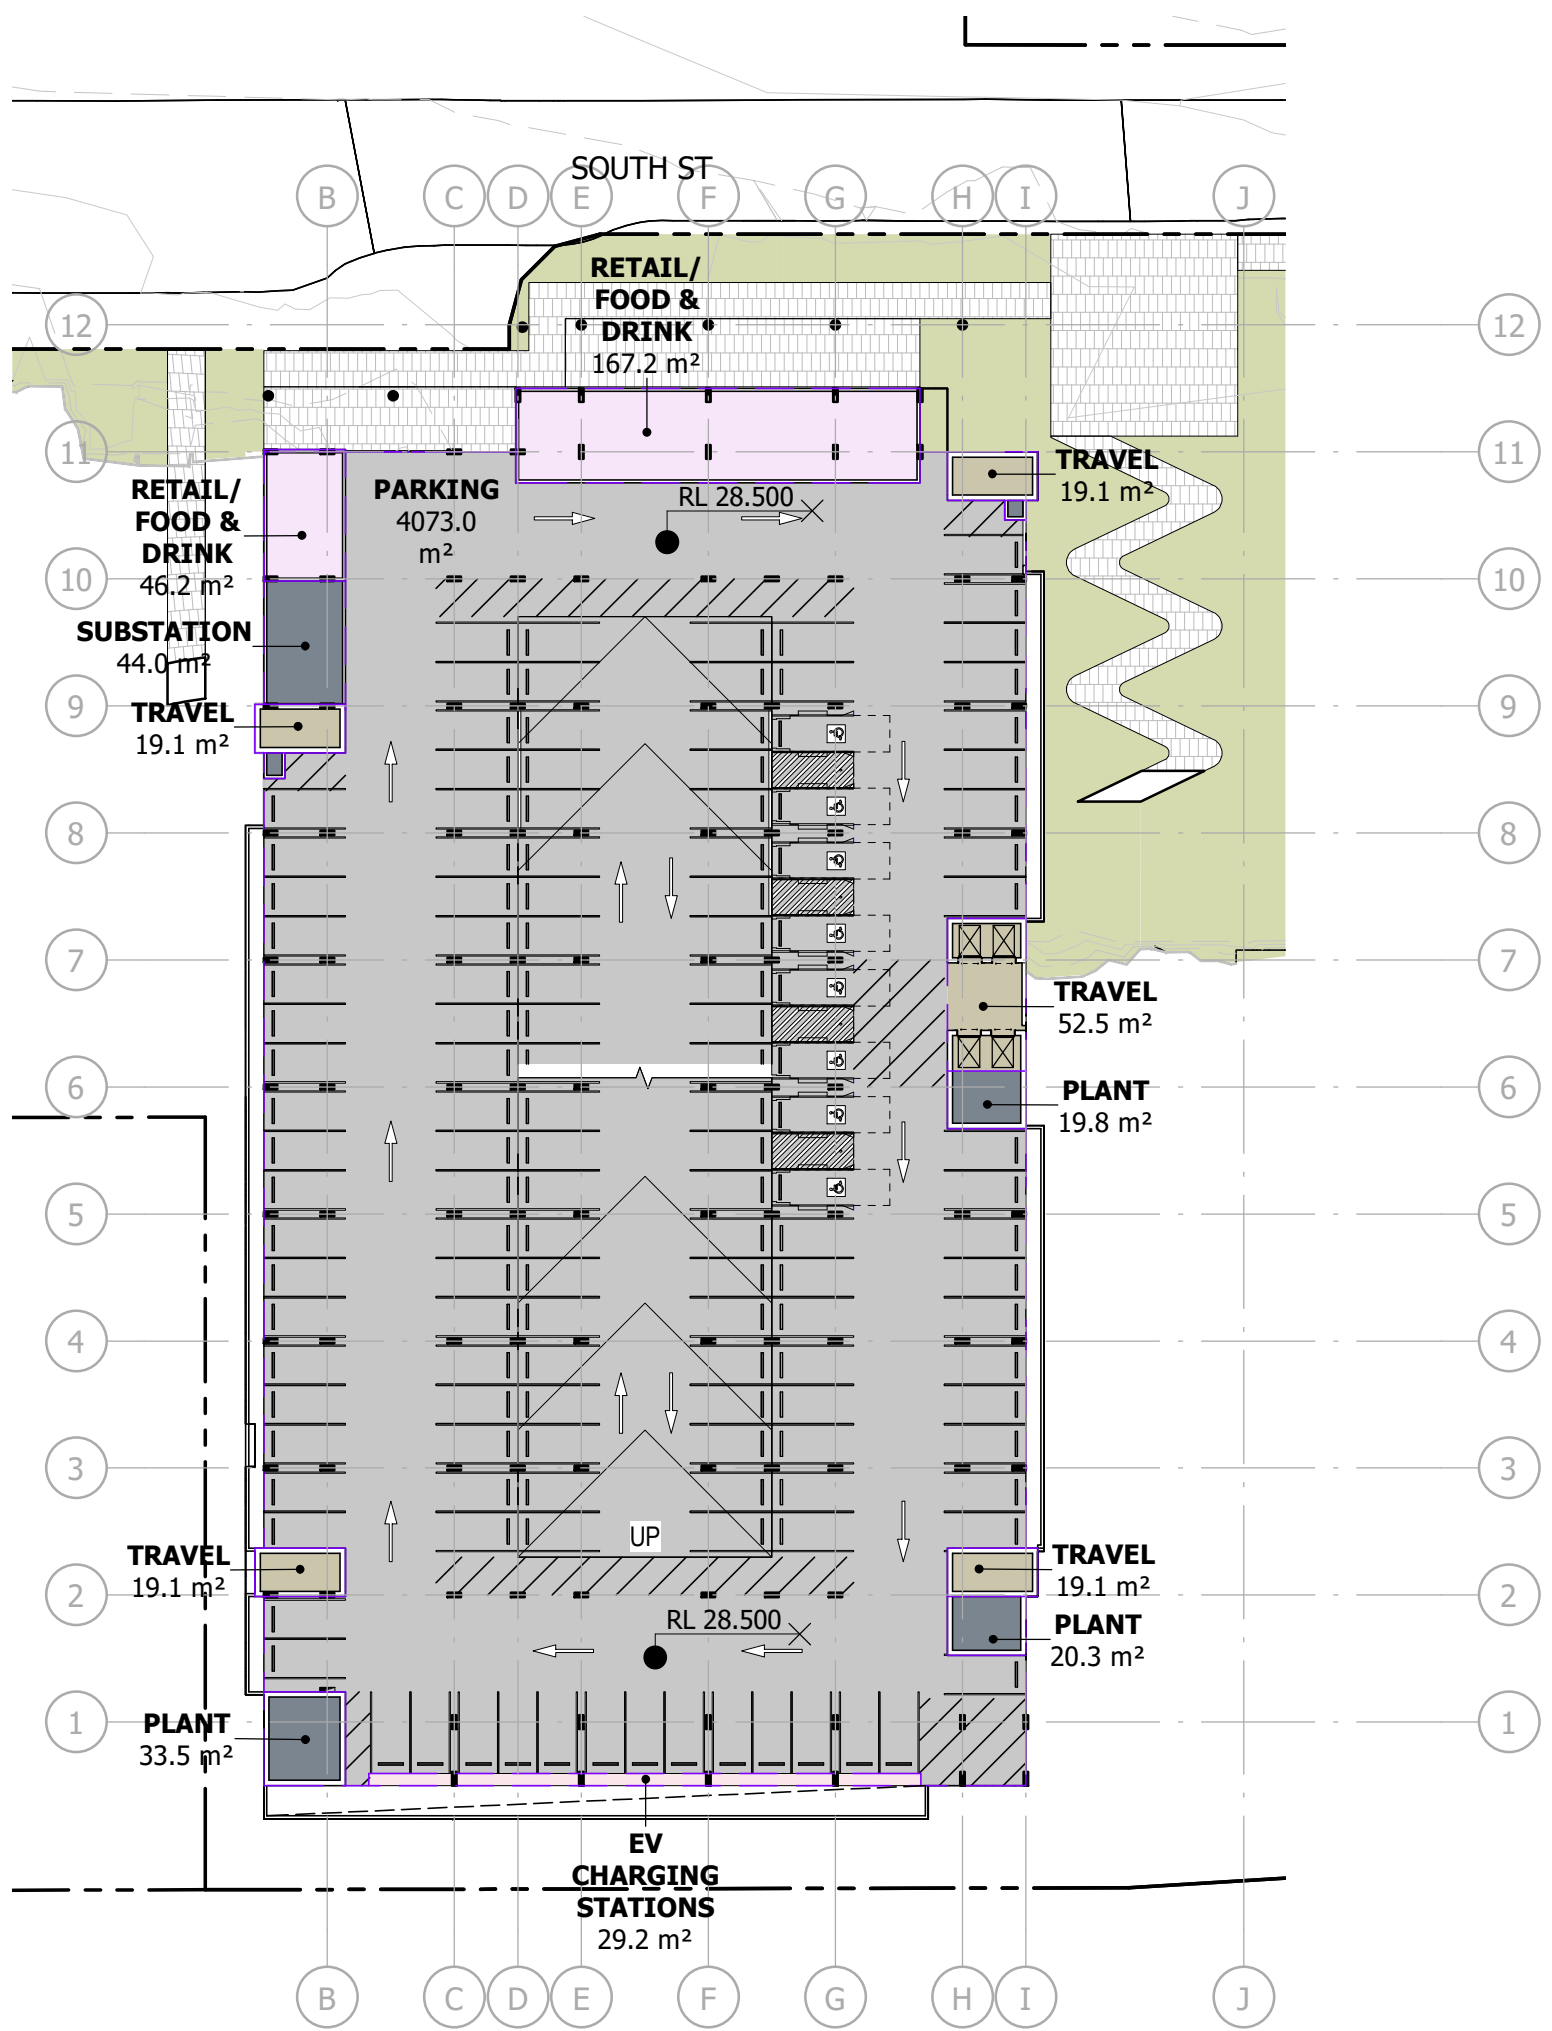 SOUTH ST
B C D E F G H I J
RETAIL/
FOOD &
DRINK
167.2 m²
12 12
11 11
TRAVEL
19.1 m²
RETAIL/
FOOD &
DRINK
46.2 m²
PARKING
4073.0
m²
RL 28.500
10 10
SUBSTATION
44.0 m²
9 9
TRAVEL
19.1 m²
8 8
7 7
TRAVEL
52.5 m²
6 6
PLANT
19.8 m²
5 5
4 4
3 3
UP
TRAVEL
19.1 m²
TRAVEL
19.1 m²
2 2
RL 28.500
PLANT
20.3 m²
1 1
PLANT
33.5 m²
EV
CHARGING
STATIONS
29.2 m²
B C D E F G H I J